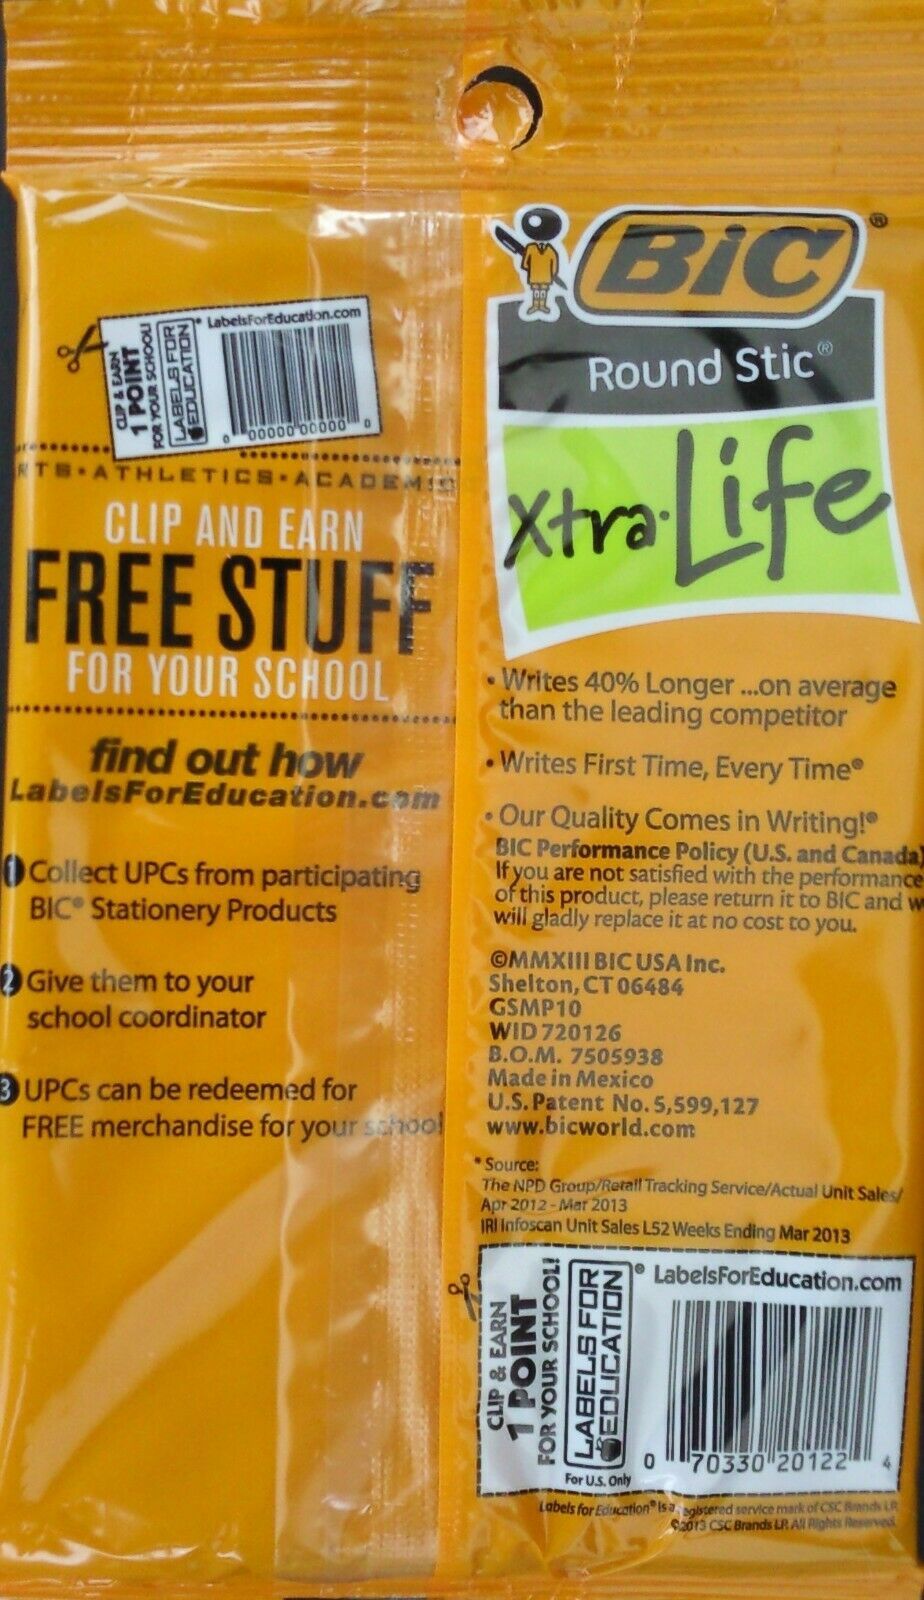 LabelsForEducation.com
CLIP & EARN
1 POINT
FOR YOUR SCHOOL!
LABELS FOR
EDUCATION®
0 00000 00000 0
RTS • ATHLETICS • ACADEMIC
CLIP AND EARN
FREE STUFF
FOR YOUR SCHOOL
find out how
LabelsForEducation.com
1 Collect UPCs from participating
BIC® Stationery Products
2 Give them to your
school coordinator
3 UPCs can be redeemed for
FREE merchandise for your school
BiC®
Round Stic®
Xtra•Life
• Writes 40% Longer ...on average
than the leading competitor
• Writes First Time, Every Time®
• Our Quality Comes in Writing!®
BIC Performance Policy (U.S. and Canada)
If you are not satisfied with the performance
of this product, please return it to BIC and w
will gladly replace it at no cost to you.
©MMXIII BIC USA Inc.
Shelton, CT 06484
GSMP10
WID 720126
B.O.M. 7505938
Made in Mexico
U.S. Patent No. 5,599,127
www.bicworld.com
* Source:
The NPD Group/Retail Tracking Service/Actual Unit Sales/
Apr 2012 - Mar 2013
IRI Infoscan Unit Sales L52 Weeks Ending Mar 2013
CLIP & EARN
1 POINT
FOR YOUR SCHOOL!
LABELS FOR
EDUCATION®
For U.S. Only
LabelsForEducation.com
0 70330 20122 4
Labels for Education® is a registered service mark of CSC Brands LP.
©2013 CSC Brands LP. All Rights Reserved.